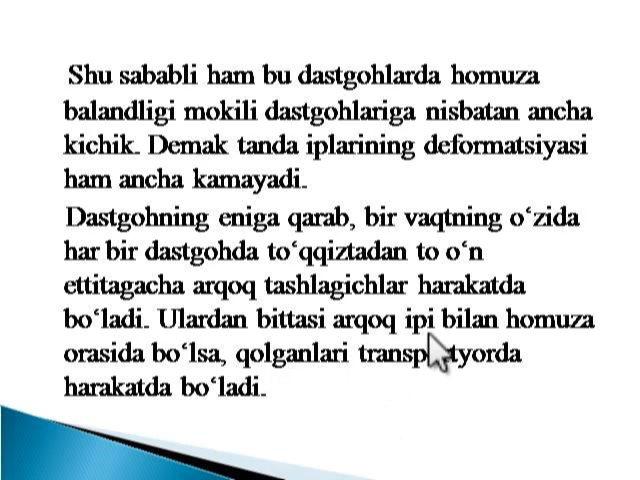 Shu sababli ham bu dastgohlarda homuza
balandligi mokili dastgohlariga nisbatan ancha
kichik. Demak tanda iplarining deformatsiyasi
ham ancha kamayadi.
Dastgohning eniga qarab, bir vaqtning o‘zida
har bir dastgohda to‘qqiztadan to o‘n
ettitagacha arqoq tashlagichlar harakatda
bo‘ladi. Ulardan bittasi arqoq ipi bilan homuza
orasida bo‘lsa, qolganlari
harakatda bo‘ladi.